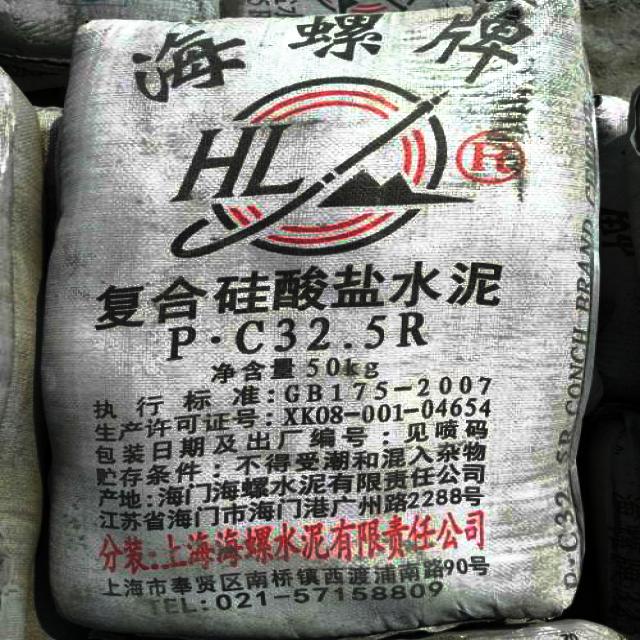 海螺牌
HL
R
复合硅酸盐水泥
P·C32.5R
净含量50kg
执行标准:GB175-2007
生产许可证号:XK08-001-04654
包装日期及出厂编号:见喷码
贮存条件:不得受潮和混入杂物
产地:海门海螺水泥有限责任公司
江苏省海门市海门港广州路2288号
分装:上海海螺水泥有限责任公司
上海市奉贤区南桥镇西渡浦南路90号
TEL:021-57158809
P·C32.5R CONCH BRAND